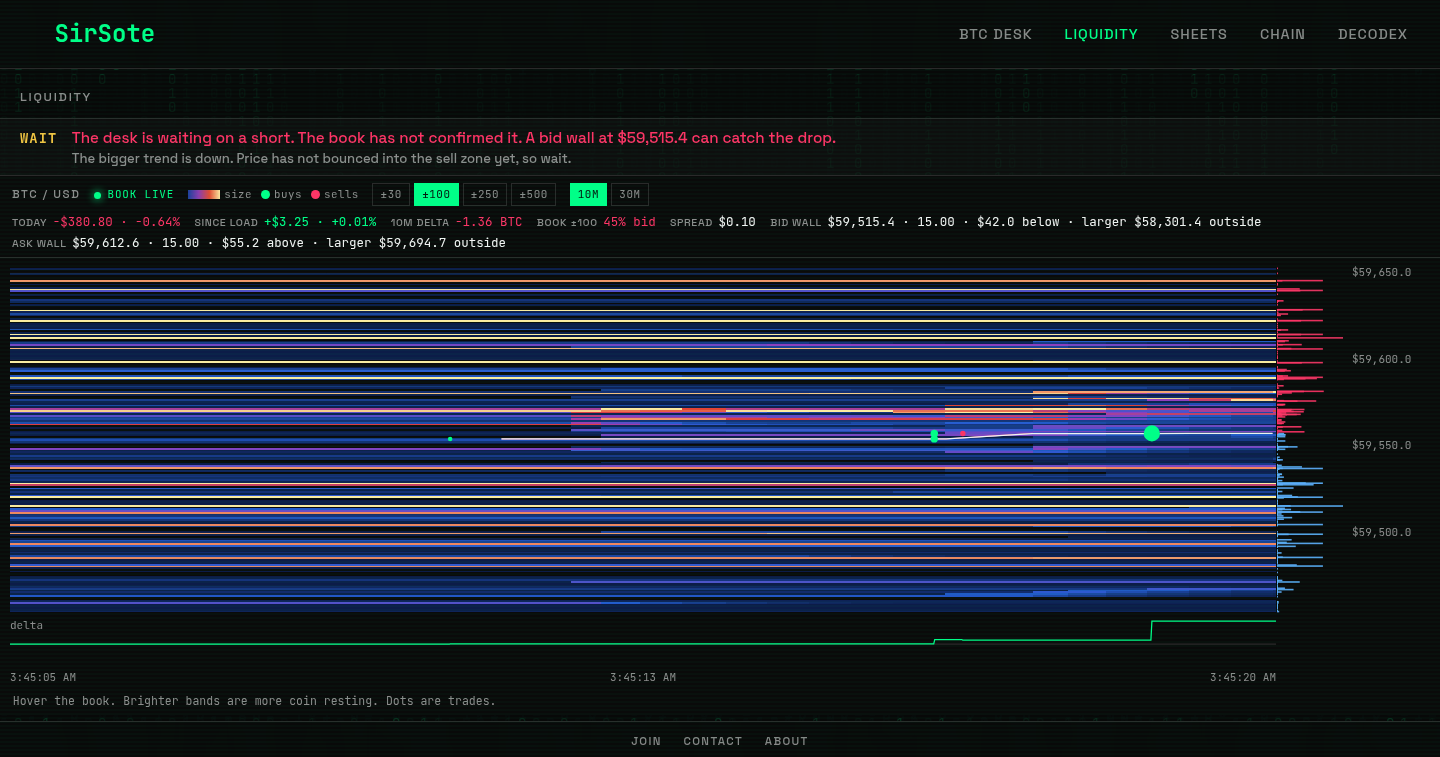 SirSote
BTC DESK LIQUIDITY SHEETS CHAIN DECODEX
LIQUIDITY
WAIT The desk is waiting on a short. The book has not confirmed it. A bid wall at $59,515.4 can catch the drop.
The bigger trend is down. Price has not bounced into the sell zone yet, so wait.
BTC / USD BOOK LIVE size buys sells ±30 ±100 ±250 ±500 10M 30M
TODAY -$380.80 · -0.64% SINCE LOAD +$3.25 · +0.01% 10M DELTA -1.36 BTC BOOK ±100 45% bid SPREAD $0.10 BID WALL $59,515.4 · 15.00 · $42.0 below · larger $58,301.4 outside
ASK WALL $59,612.6 · 15.00 · $55.2 above · larger $59,694.7 outside
$59,650.0
$59,600.0
$59,550.0
$59,500.0
delta
3:45:05 AM 3:45:13 AM 3:45:20 AM
Hover the book. Brighter bands are more coin resting. Dots are trades.
JOIN CONTACT ABOUT